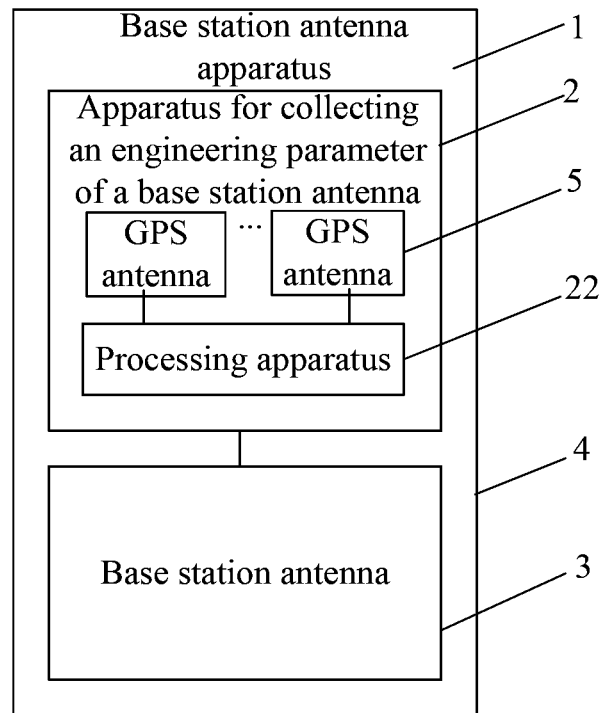 Base station antenna
apparatus
1
Apparatus for collecting
an engineering parameter
of a base station antenna
2
GPS
antenna
...
GPS
antenna
5
Processing apparatus
22
4
Base station antenna
3